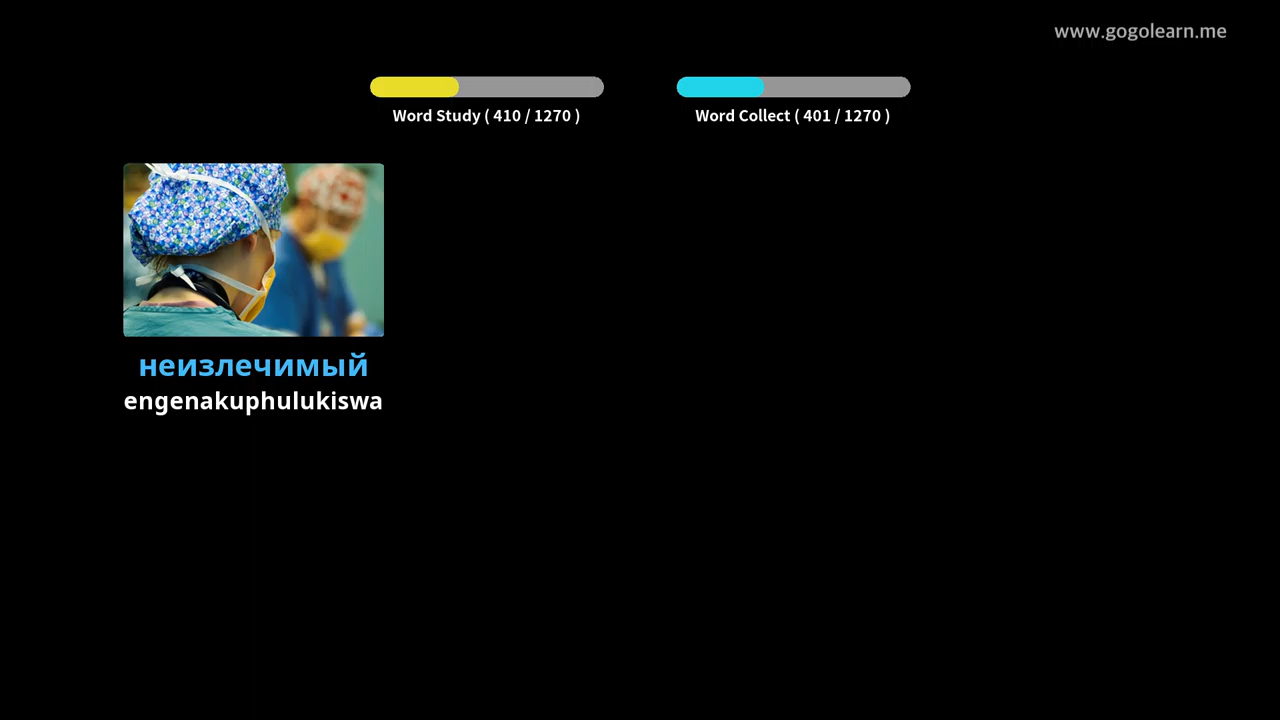 www.gogolearn.me
Word Study ( 410 / 1270 )
Word Collect ( 401 / 1270 )
неизлечимый
engenakuphulukiswa